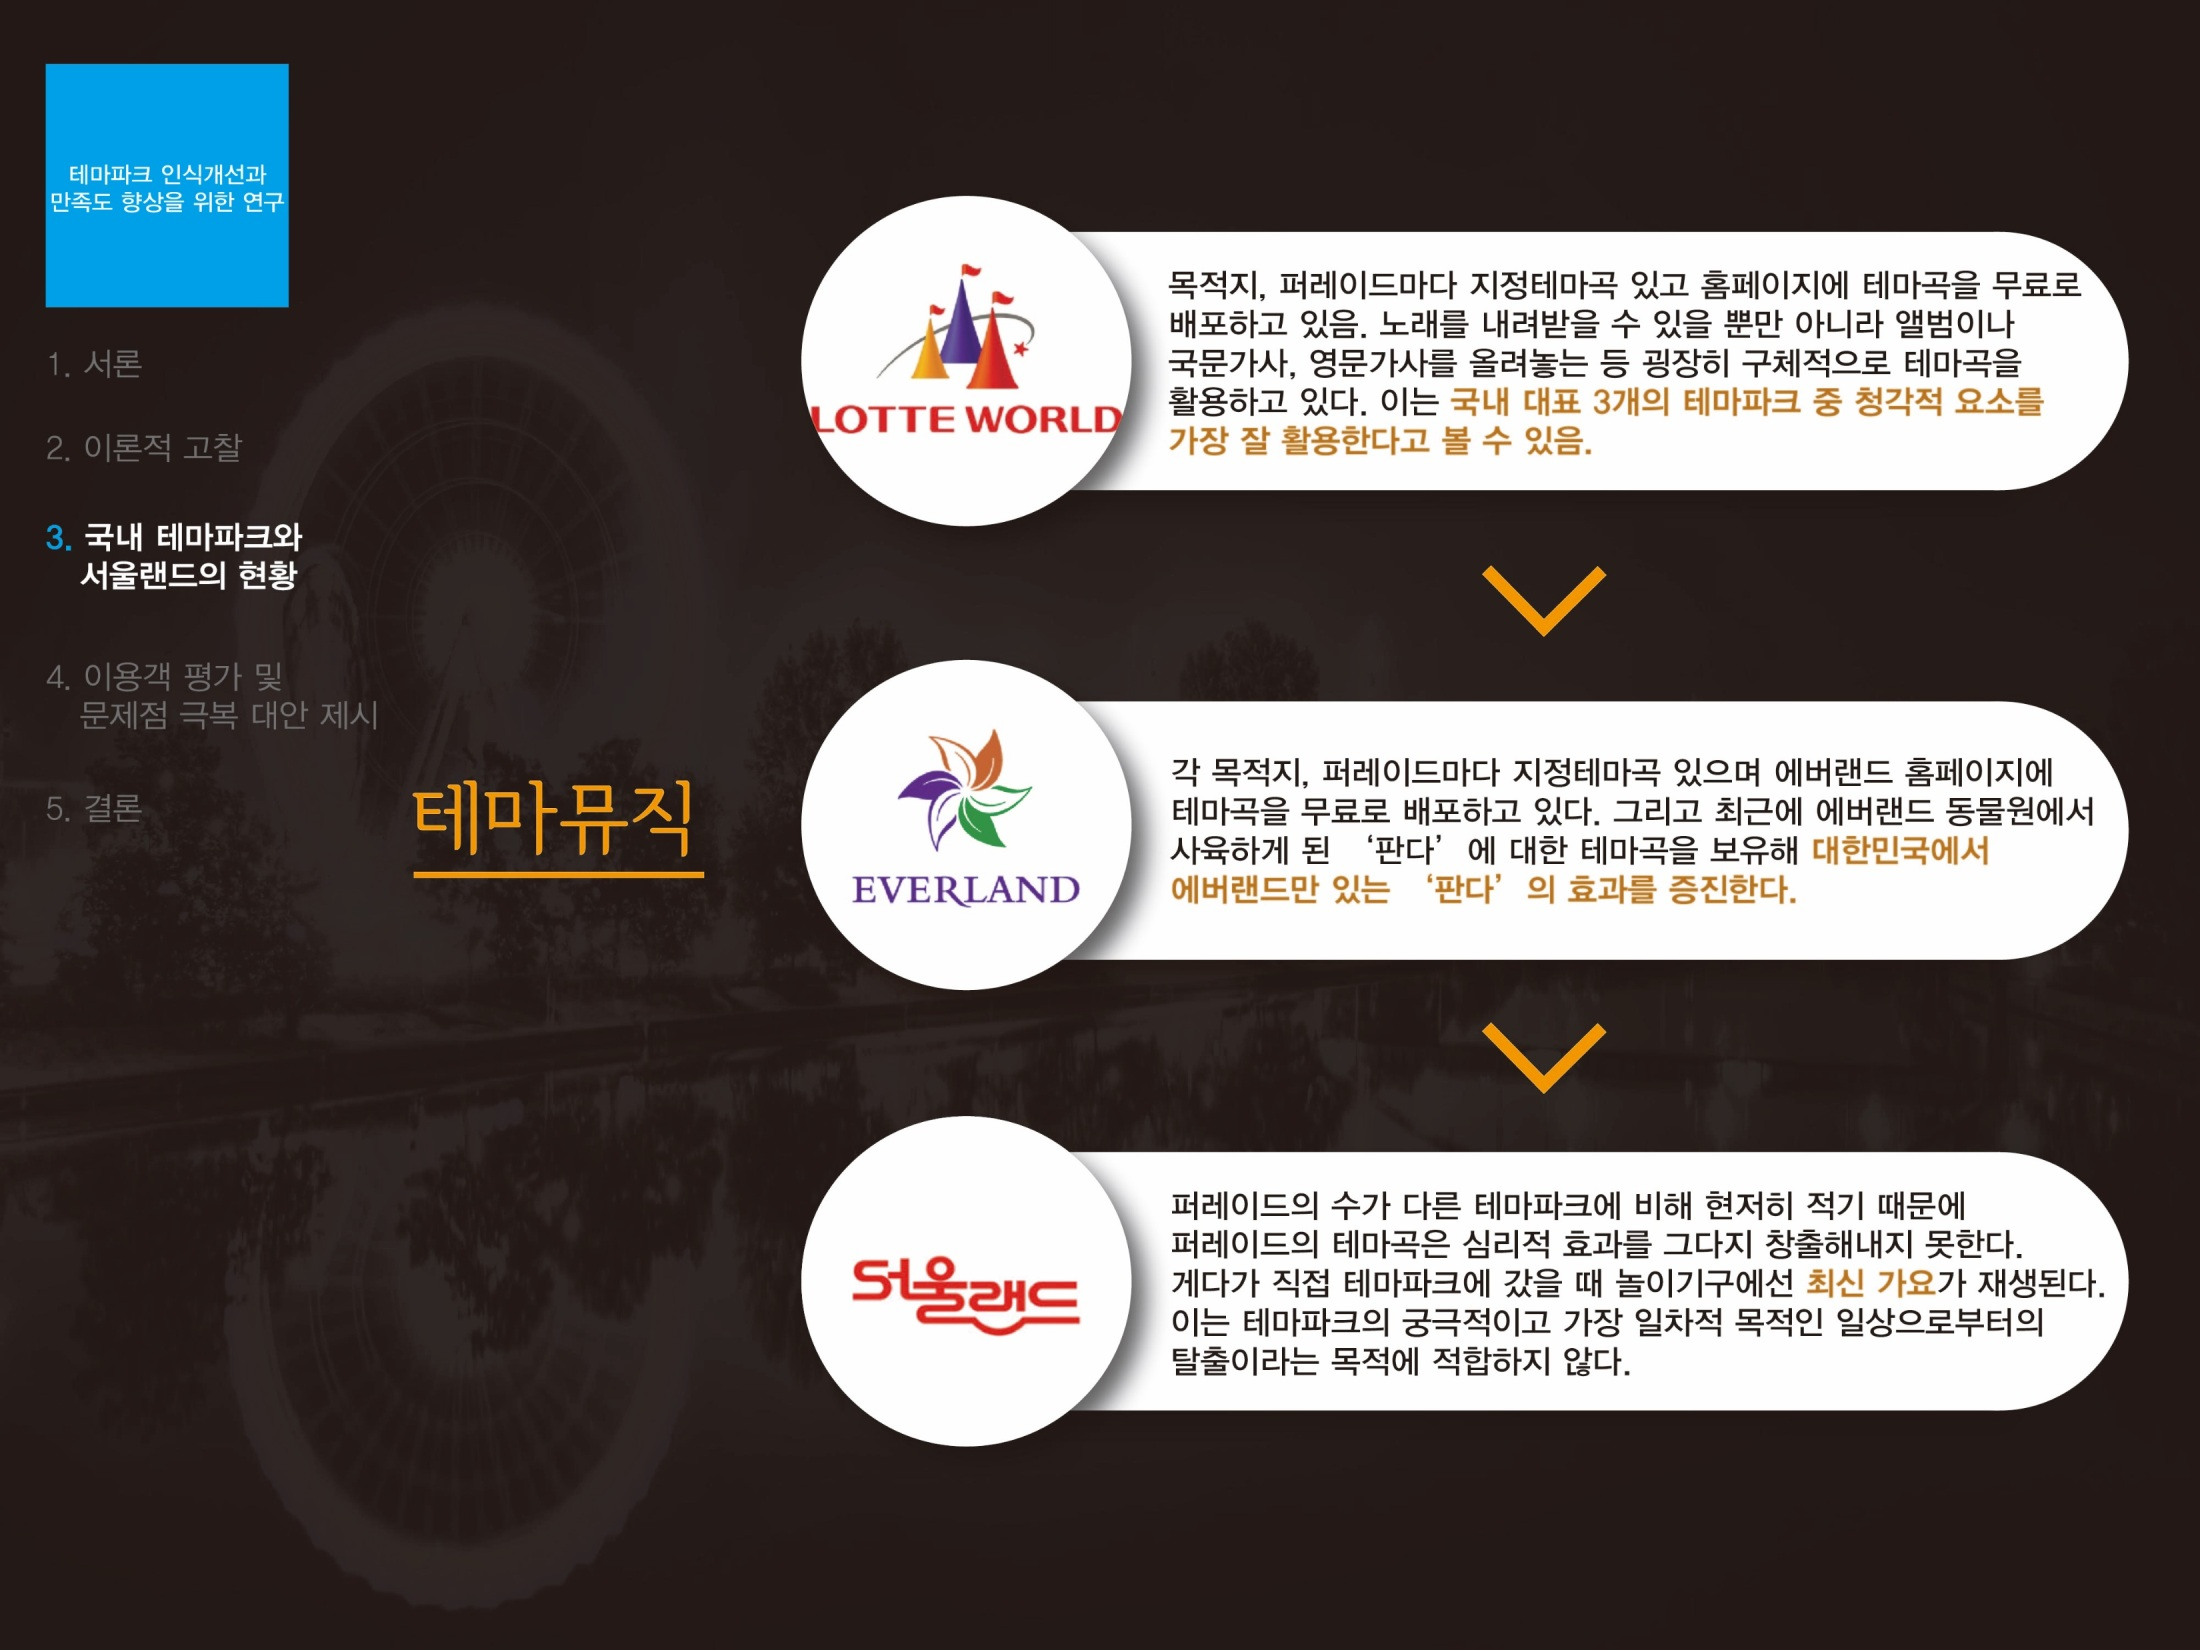 테마파크 인식개선과
만족도 향상을 위한 연구
1. 서론
2. 이론적 고찰
3. 국내 테마파크와
서울랜드의 현황
4. 이용객 평가 및
문제점 극복 대안 제시
5. 결론
테마뮤직
LOTTE WORLD
목적지, 퍼레이드마다 지정테마곡 있고 홈페이지에 테마곡을 무료로
배포하고 있음. 노래를 내려받을 수 있을 뿐만 아니라 앨범이나
국문가사, 영문가사를 올려놓는 등 굉장히 구체적으로 테마곡을
활용하고 있다. 이는 국내 대표 3개의 테마파크 중 청각적 요소를
가장 잘 활용한다고 볼 수 있음.
EVERLAND
각 목적지, 퍼레이드마다 지정테마곡 있으며 에버랜드 홈페이지에
테마곡을 무료로 배포하고 있다. 그리고 최근에 에버랜드 동물원에서
사육하게 된 ‘판다’에 대한 테마곡을 보유해 대한민국에서
에버랜드만 있는 ‘판다’의 효과를 증진한다.
서울랜드
퍼레이드의 수가 다른 테마파크에 비해 현저히 적기 때문에
퍼레이드의 테마곡은 심리적 효과를 그다지 창출해내지 못한다.
게다가 직접 테마파크에 갔을 때 놀이기구에선 최신 가요가 재생된다.
이는 테마파크의 궁극적이고 가장 일차적 목적인 일상으로부터의
탈출이라는 목적에 적합하지 않다.